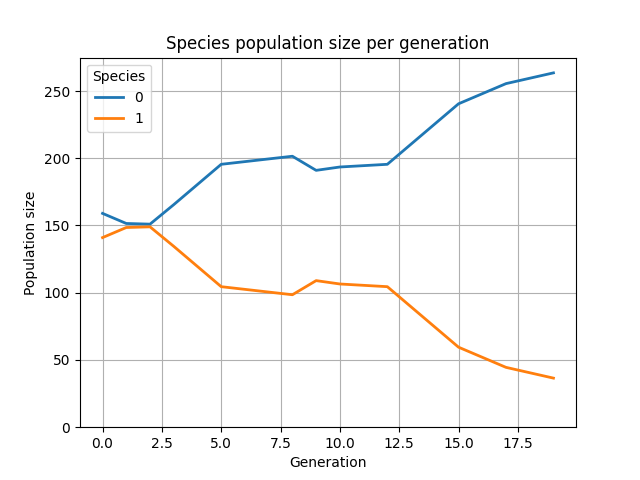 Species population size per generation
Species
0
1
Population size
250
200
150
100
50
0
0.0 2.5 5.0 7.5 10.0 12.5 15.0 17.5
Generation